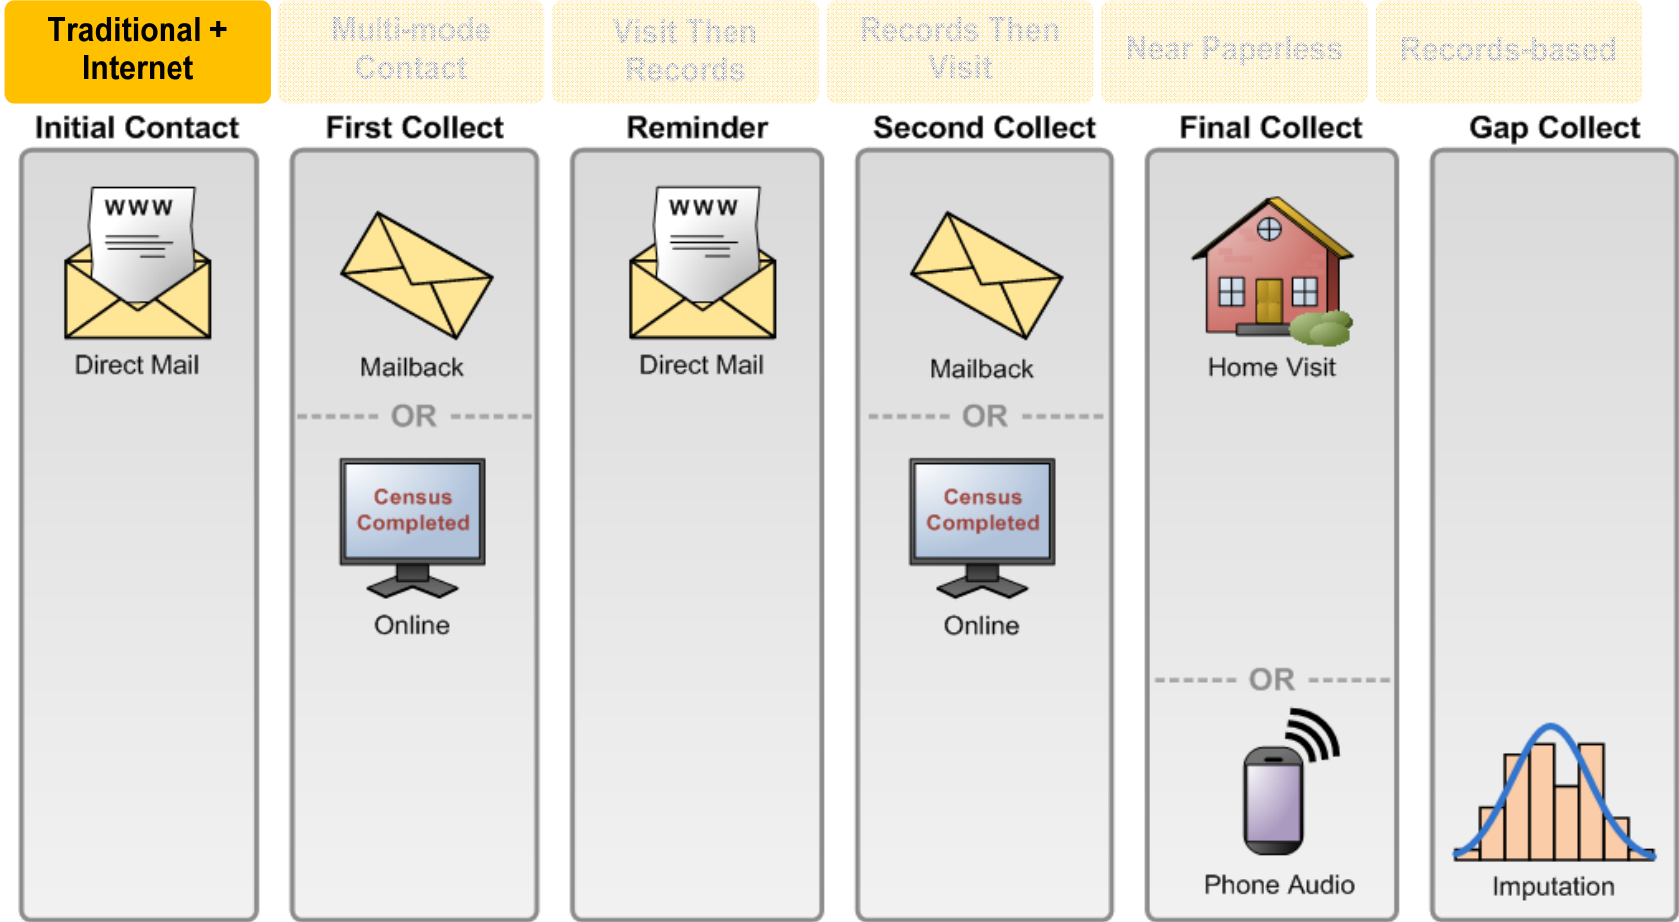 Traditional +
Internet
Multi-mode
Contact
Visit Then
Records
Records Then
Visit
Near Paperless
Records-based
Initial Contact
First Collect
Reminder
Second Collect
Final Collect
Gap Collect
www
Direct Mail
Mailback
OR
Census
Completed
Online
www
Direct Mail
Mailback
OR
Census
Completed
Online
Home Visit
OR
Phone Audio
Imputation